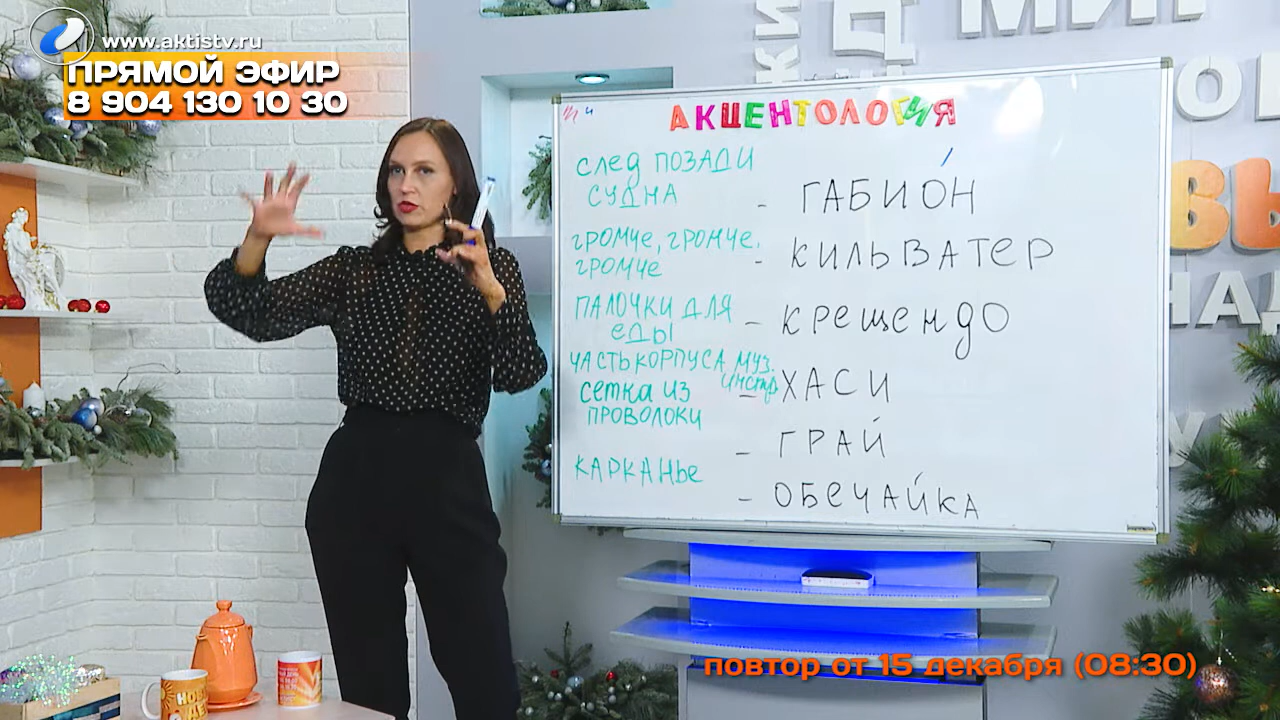 www.aktistv.ru
ПРЯМОЙ ЭФИР
8 904 130 10 30
АКЦЕНТОЛОГИЯ
СЛЕД ПОЗАДИ
СУДНА
- ГАБИО́Н
ГРОМЧЕ, ГРОМЧЕ,
ГРОМЧЕ
- КИЛЬВАТЕР
ПАЛОЧКИ ДЛЯ
ЕДЫ
- КРЕЩЕНДО
ЧАСТЬ КОРПУСА МУЗ.
ИНСТР.
СЕТКА ИЗ
ПРОВОЛОКИ
- ХАСИ
- ГРАЙ
КАРКАНЬЕ
- ОБЕЧАЙКА
МИР
повтор от 15 декабря (08:30)